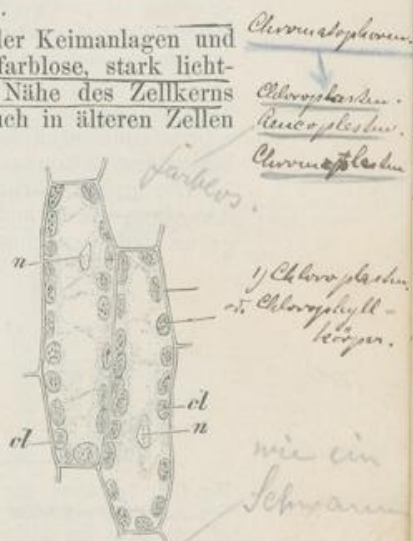 der Keimanlagen und
farblose, stark licht-
Nähe des Zellkerns
uch in älteren Zellen
Chromatophoren.
Chloroplasten.
Leucoplasten.
Chromoplasten
farblos.
n
1) Chloroplasten
od. Chlorophyll-
körper.
cl
n
cl
wie ein
Schwamm